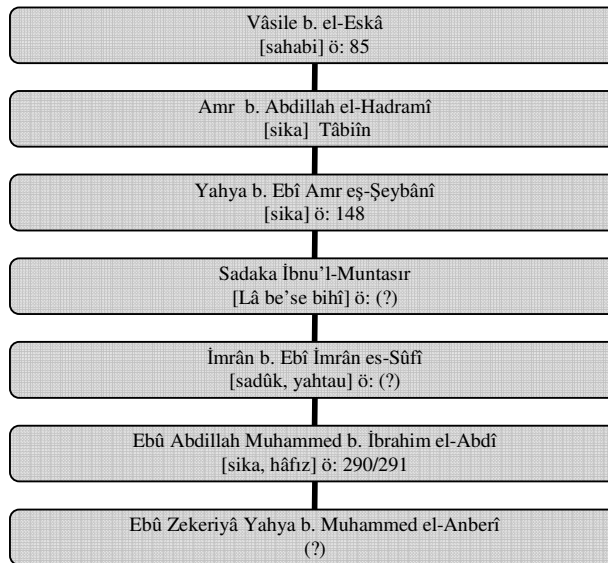 Vâsile b. el-Eskâ
[sahabi] ö: 85
Amr b. Abdillah el-Hadramî
[sika] Tâbiîn
Yahya b. Ebî Amr eş-Şeybânî
[sika] ö: 148
Sadaka İbnu’l-Muntasır
[Lâ be’se bihî] ö: (?)
İmrân b. Ebî İmrân es-Sûfî
[sadûk, yahtau] ö: (?)
Ebû Abdillah Muhammed b. İbrahim el-Abdî
[sika, hâfız] ö: 290/291
Ebû Zekeriyâ Yahya b. Muhammed el-Anberî
(?)